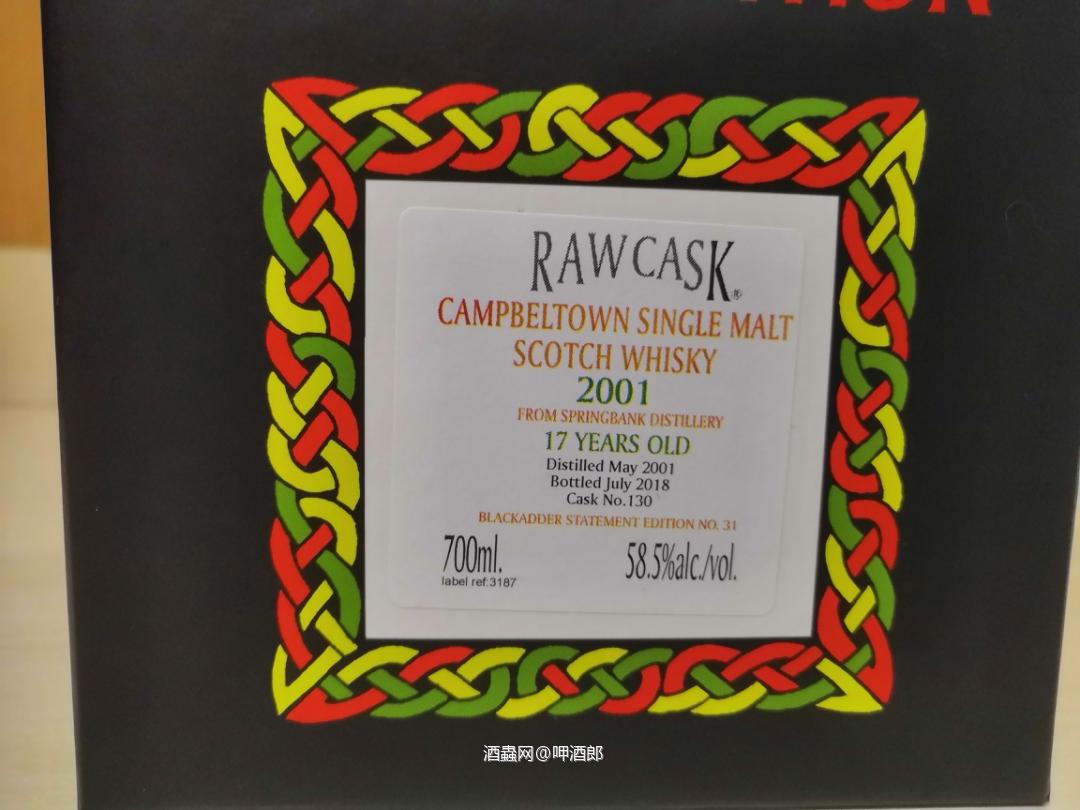 RAW CASK®
CAMPBELTOWN SINGLE MALT
SCOTCH WHISKY
2001
FROM SPRINGBANK DISTILLERY
17 YEARS OLD
Distilled May 2001
Bottled July 2018
Cask No.130
BLACKADDER STATEMENT EDITION NO. 31
700ml. 58.5%alc./vol.
label ref:3187
酒蟲网@呷酒郎